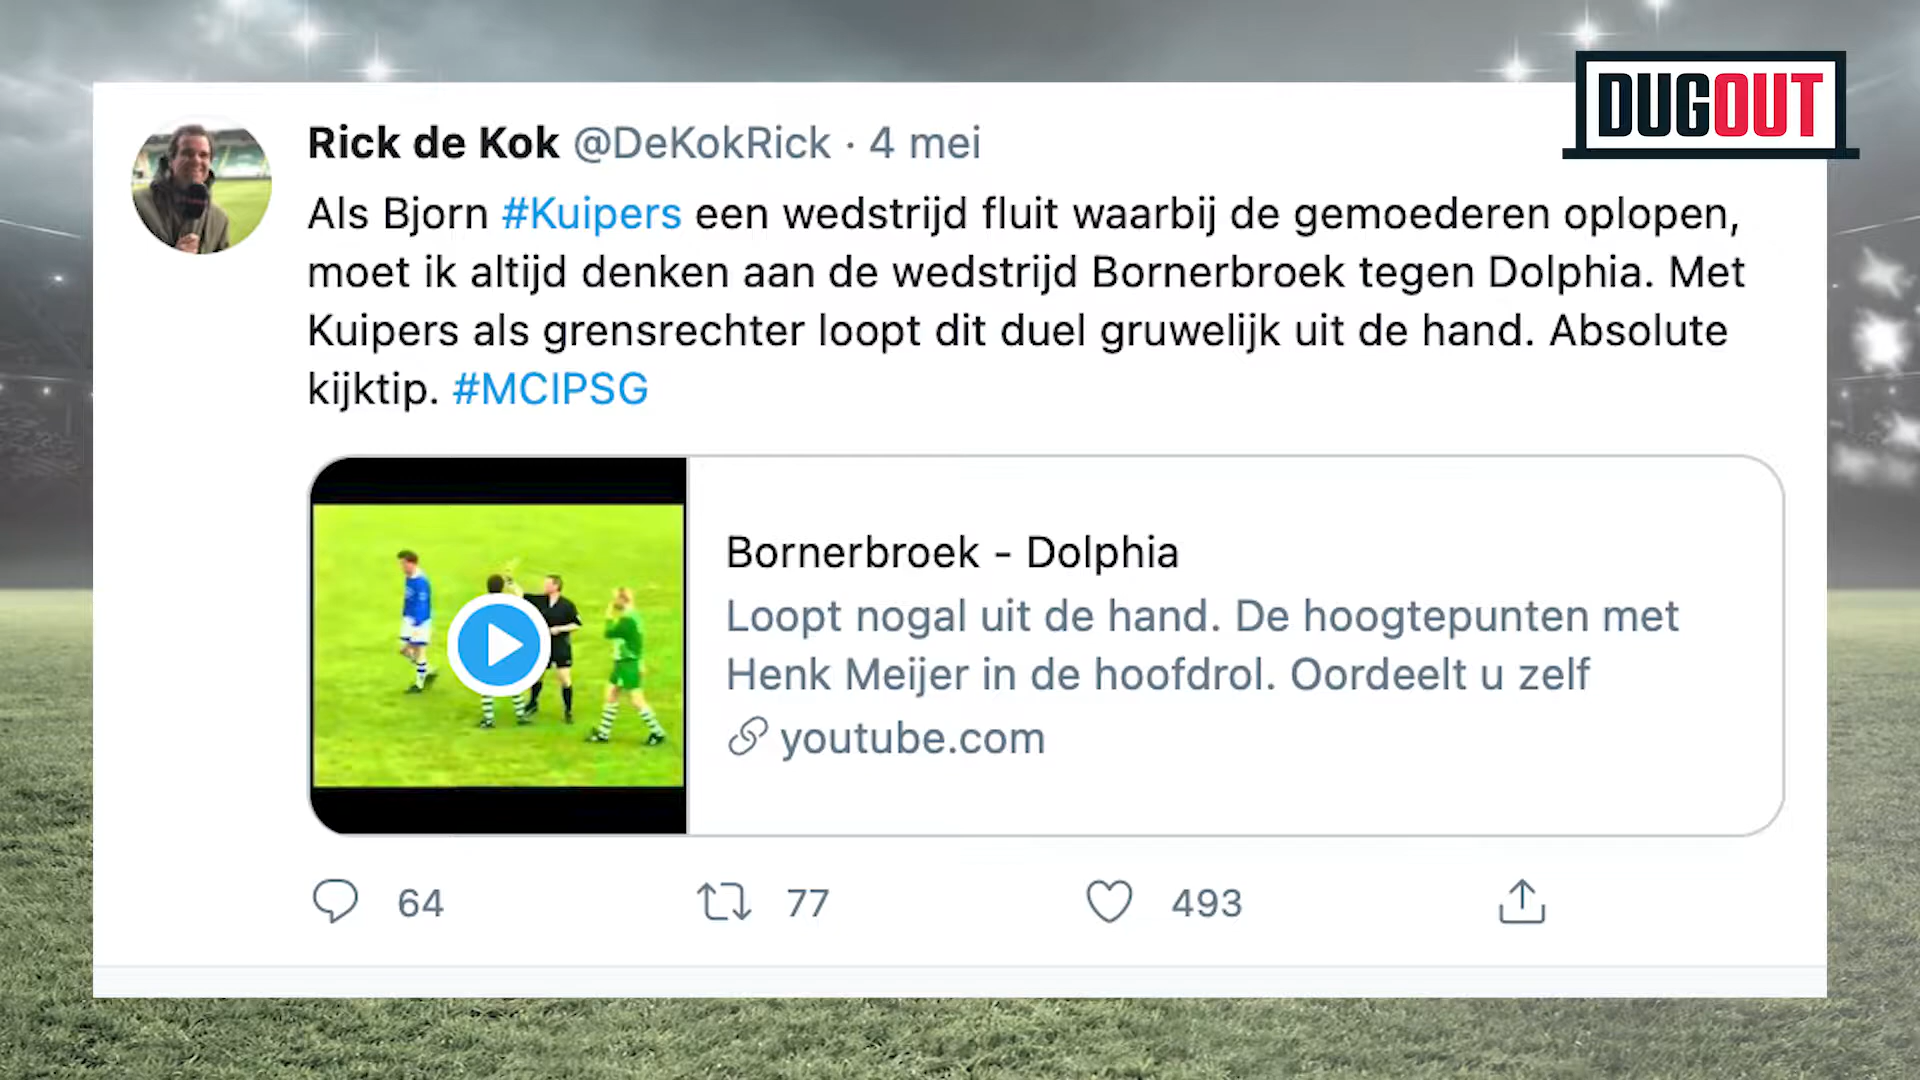 DUGOUT
Rick de Kok @DeKokRick · 4 mei
Als Bjorn #Kuipers een wedstrijd fluit waarbij de gemoederen oplopen,
moet ik altijd denken aan de wedstrijd Bornerbroek tegen Dolphia. Met
Kuipers als grensrechter loopt dit duel gruwelijk uit de hand. Absolute
kijktip. #MCIPSG
Bornerbroek - Dolphia
Loopt nogal uit de hand. De hoogtepunten met
Henk Meijer in de hoofdrol. Oordeelt u zelf
youtube.com
64 77 493